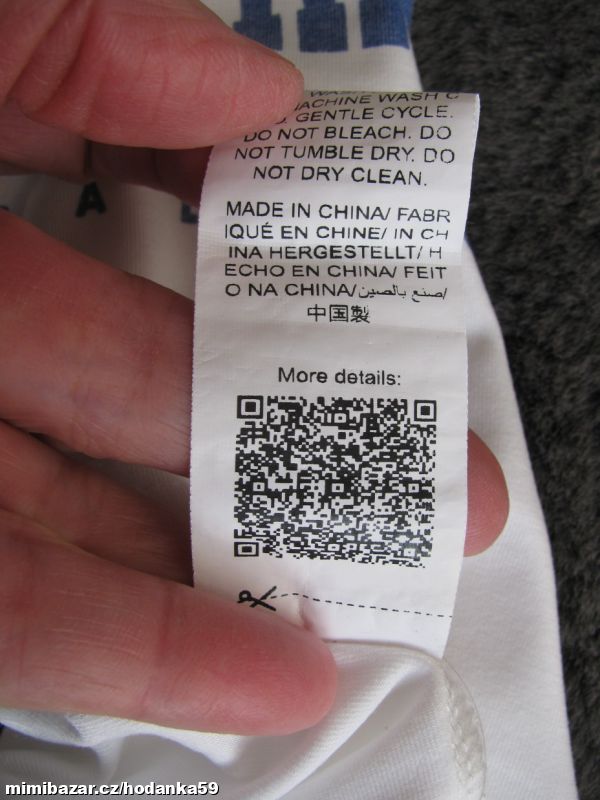 MACHINE WASH C
GENTLE CYCLE.
DO NOT BLEACH. DO
NOT TUMBLE DRY. DO
NOT DRY CLEAN.
MADE IN CHINA/ FABR
IQUÉ EN CHINE/ IN CH
INA HERGESTELLT/ H
ECHO EN CHINA/ FEIT
O NA CHINA/صنع بالصين/
中国製
More details:
mimibazar.cz/hodanka59